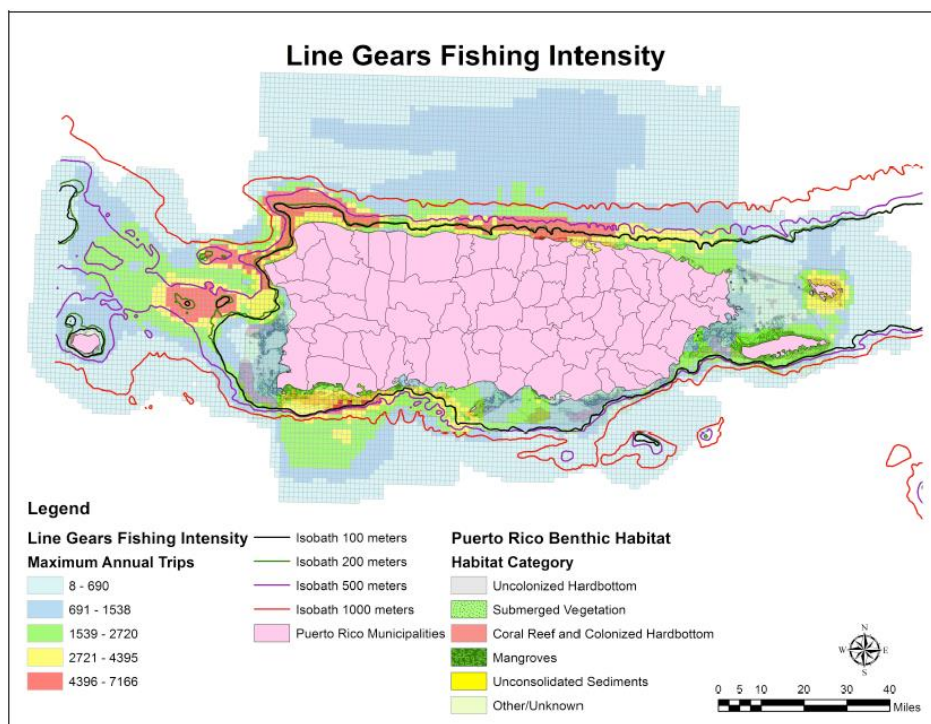 Line Gears Fishing Intensity
Legend
Line Gears Fishing Intensity
Maximum Annual Trips
8 - 690
691 - 1538
1539 - 2720
2721 - 4395
4396 - 7166
Isobath 100 meters
Isobath 200 meters
Isobath 500 meters
Isobath 1000 meters
Puerto Rico Municipalities
Puerto Rico Benthic Habitat
Habitat Category
Uncolonized Hardbottom
Submerged Vegetation
Coral Reef and Colonized Hardbottom
Mangroves
Unconsolidated Sediments
Other/Unknown
N
W E
S
0 5 10 20 30 40
Miles